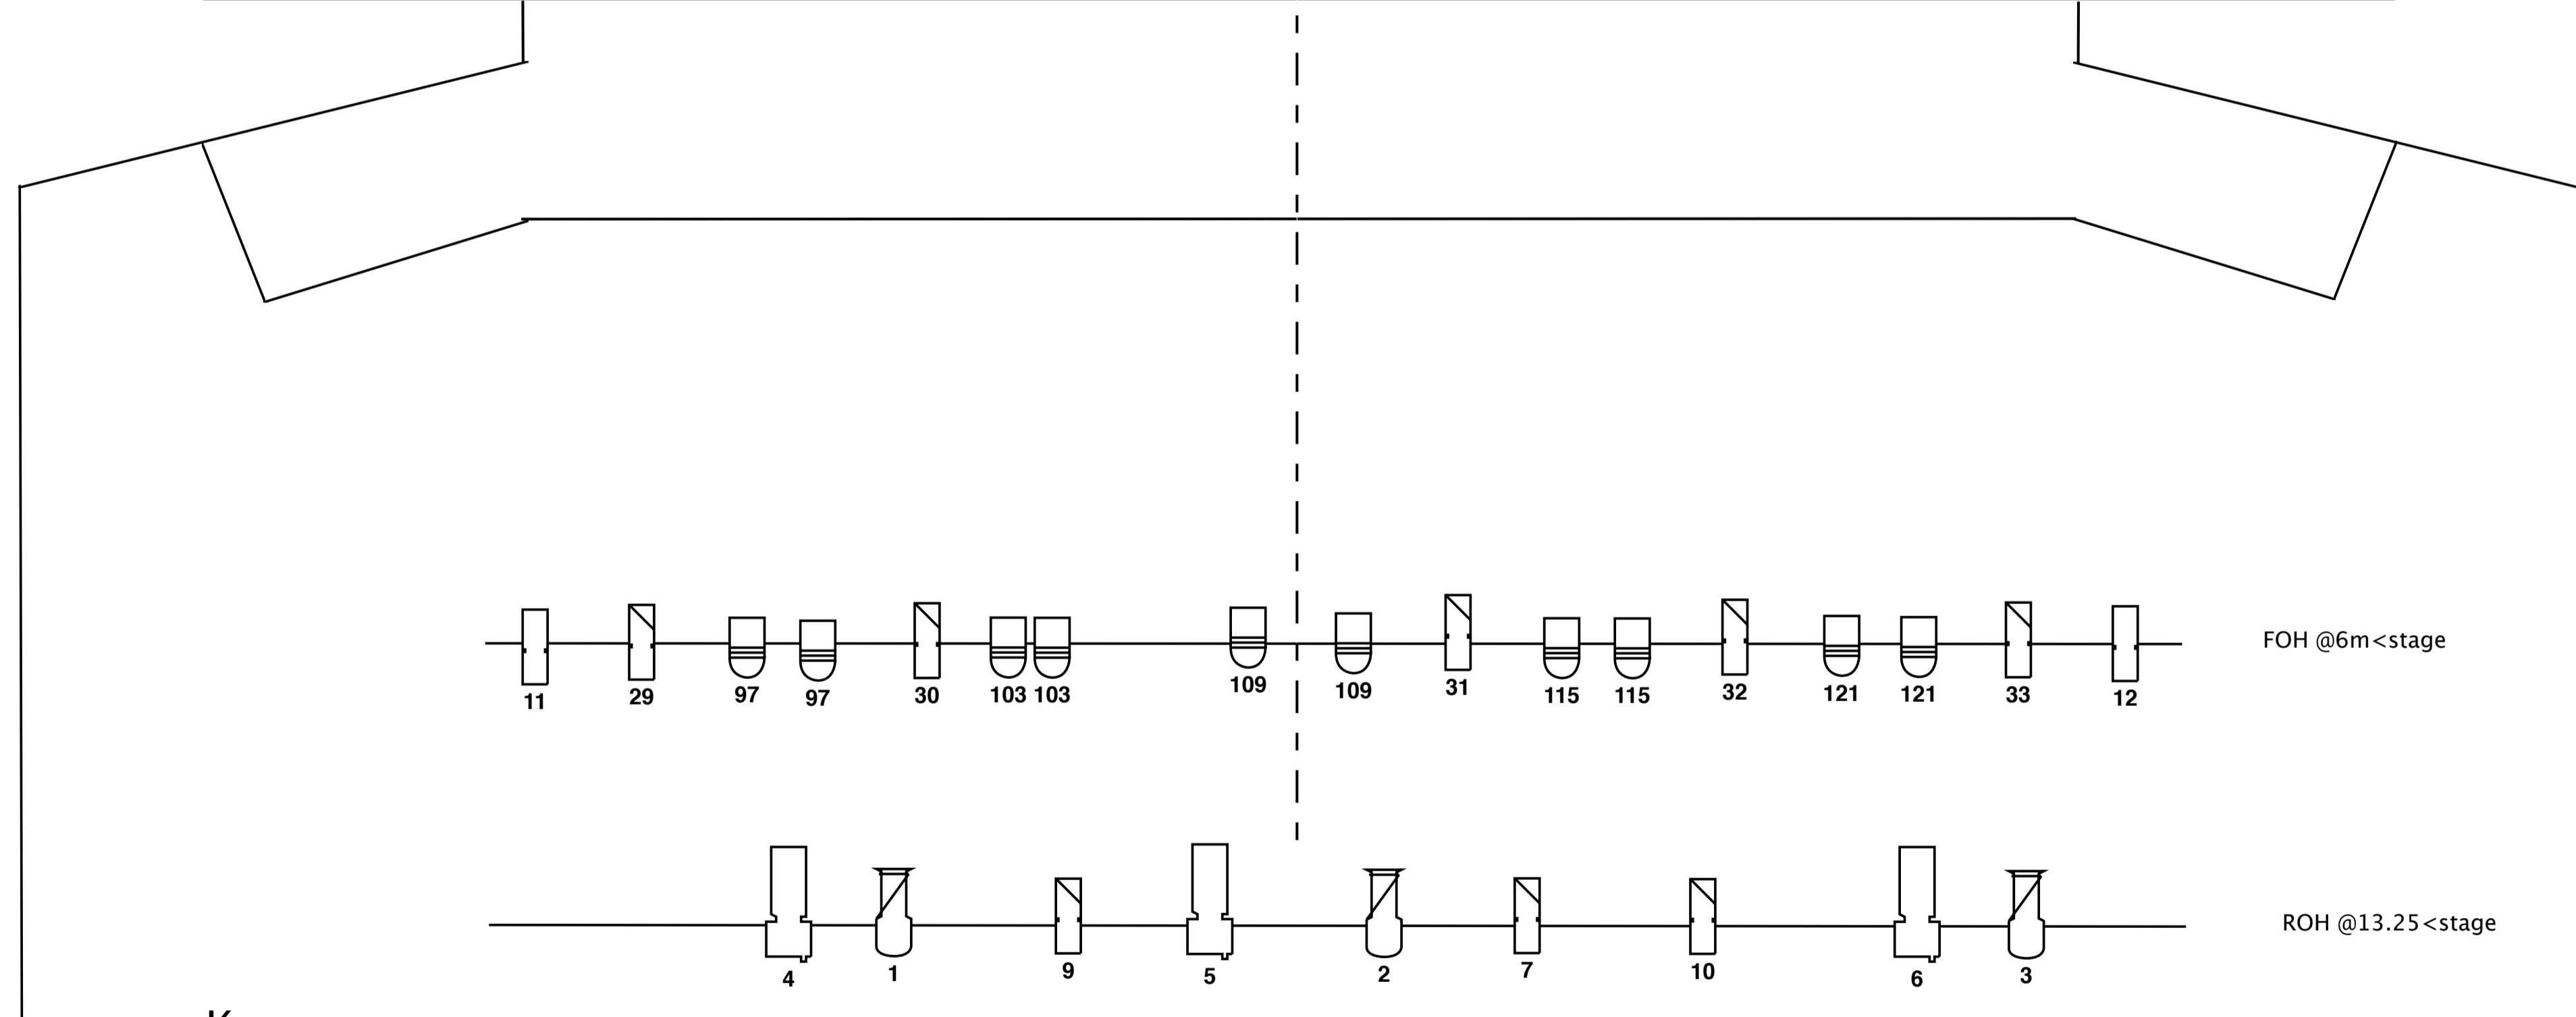 FOH @6m<stage
11 29 97 97 30 103 103 109 109 31 115 115 32 121 121 33 12
ROH @13.25<stage
4 1 9 5 2 7 10 6 3